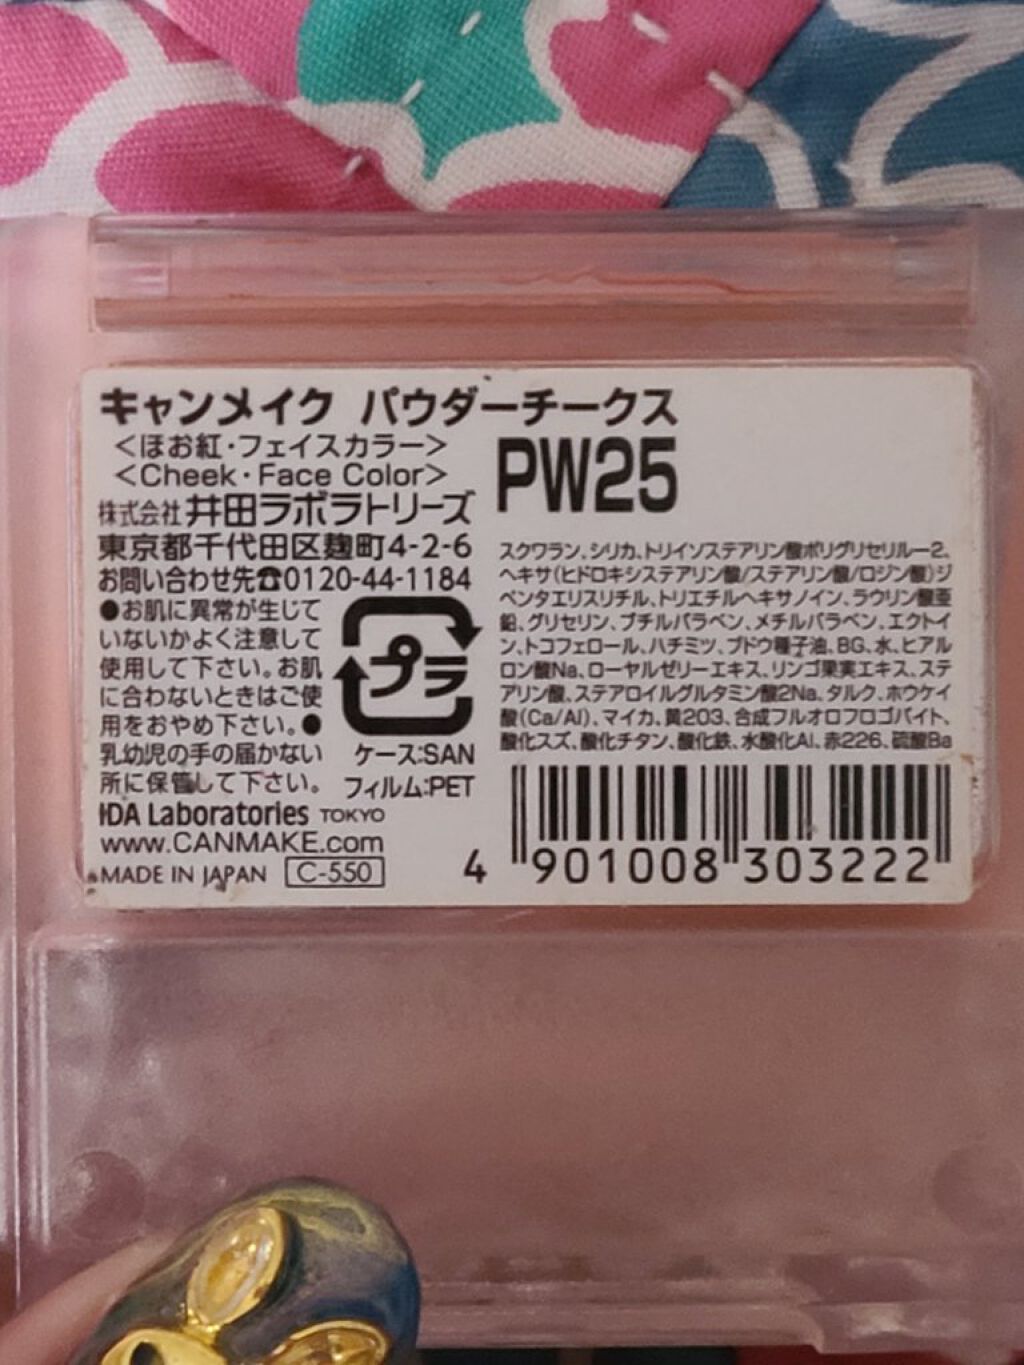 キャンメイク パウダーチークス
＜ほお紅・フェイスカラー＞
＜Cheek・Face Color＞
PW25
株式会社 井田ラボラトリーズ
東京都千代田区麹町4-2-6
お問い合わせ先☎0120-44-1184
●お肌に異常が生じて
いないかよく注意して
使用して下さい。お肌
に合わないときはご使
用をおやめ下さい。●
乳幼児の手の届かない
所に保管して下さい。
プラ
ケース:SAN
フィルム:PET
IDA Laboratories TOKYO
www.CANMAKE.com
MADE IN JAPAN C-550
スクワラン、シリカ、トリイソステアリン酸ポリグリセリル-2、
ヘキサ(ヒドロキシステアリン酸/ステアリン酸/ロジン酸)ジ
ペンタエリスリチル、トリエチルヘキサノイン、ラウリン酸亜
鉛、グリセリン、ブチルパラベン、メチルパラベン、エクトイ
ン、トコフェロール、ハチミツ、ブドウ種子油、BG、水、ヒアル
ロン酸Na、ローヤルゼリーエキス、リンゴ果実エキス、ステ
アリン酸、ステアロイルグルタミン酸2Na、タルク、ホウケイ
酸(Ca/Al)、マイカ、黄203、合成フルオロフロゴパイト、
酸化スズ、酸化チタン、酸化鉄、水酸化Al、赤226、硫酸Ba
4 901008 303222